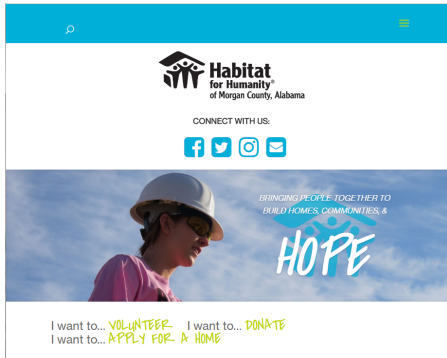 Habitat
for Humanity®
of Morgan County, Alabama
CONNECT WITH US:
BRINGING PEOPLE TOGETHER TO
BUILD HOMES, COMMUNITIES, &
HOPE
I want to... VOLUNTEER I want to... DONATE
I want to... APPLY FOR A HOME